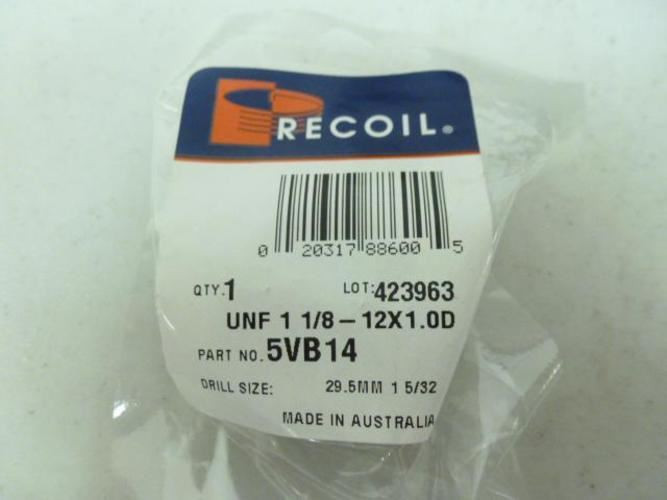 RECOIL®
0 20317 88600 5
QTY.1 LOT:423963
UNF 1 1/8-12X1.0D
PART NO. 5VB14
DRILL SIZE: 29.5MM 1 5/32
MADE IN AUSTRALIA